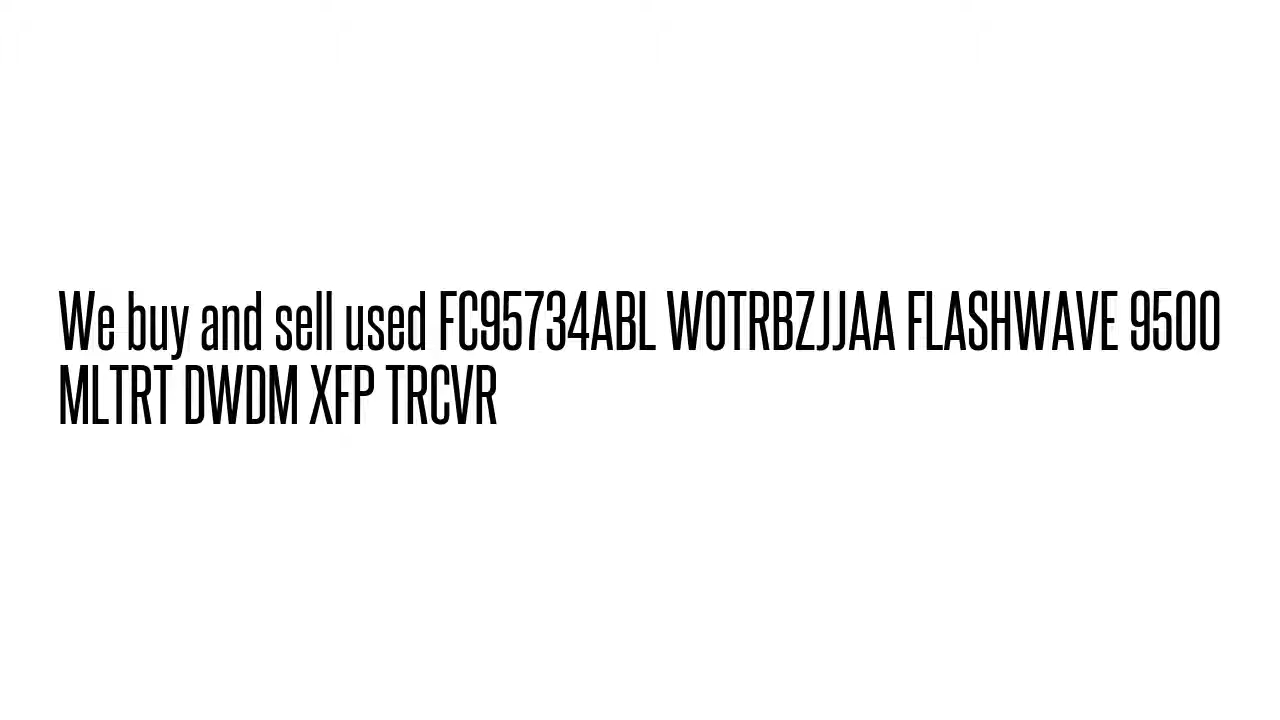 We buy and sell used FC95734ABL WOTRBZJJAA FLASHWAVE 9500
MLTRT DWDM XFP TRCVR